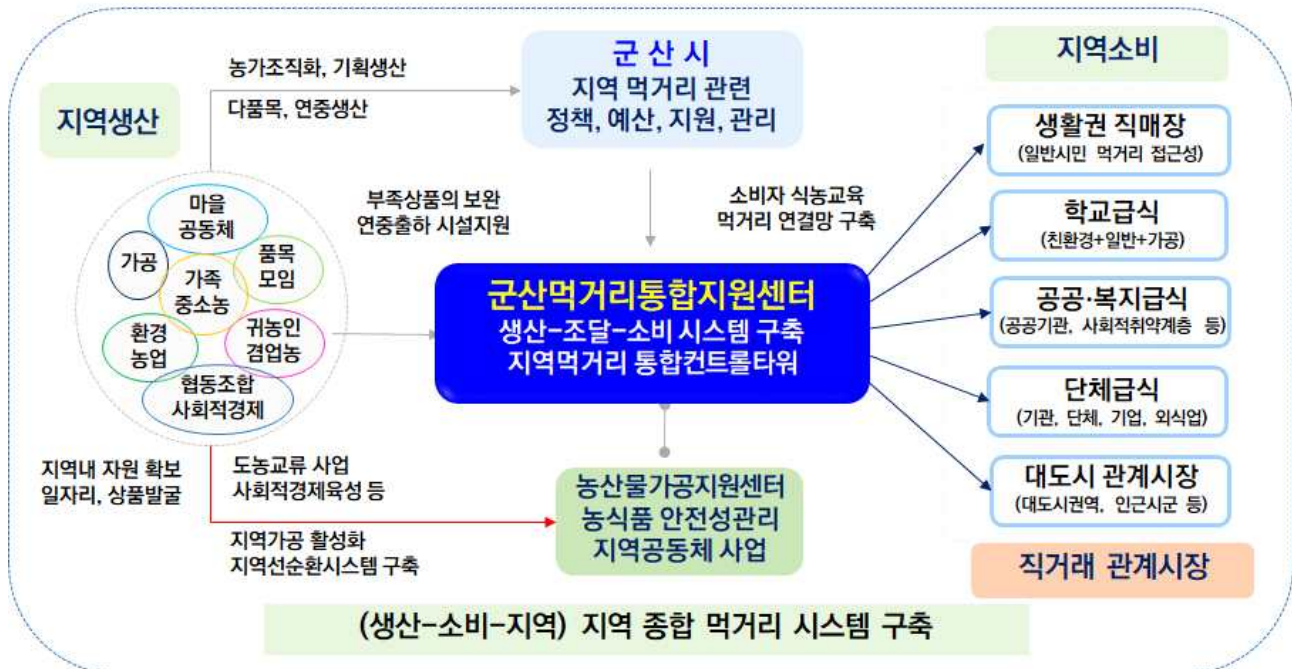 지역생산
농가조직화, 기획생산
다품목, 연중생산
군 산 시
지역 먹거리 관련
정책, 예산, 지원, 관리
지역소비
마을
공동체
가공
품목
모임
가족
중소농
환경
농업
귀농인
겸업농
협동조합
사회적경제
부족상품의 보완
연중출하 시설지원
소비자 식농교육
먹거리 연결망 구축
군산먹거리통합지원센터
생산-조달-소비 시스템 구축
지역먹거리 통합컨트롤타워
생활권 직매장
(일반시민 먹거리 접근성)
학교급식
(친환경+일반+가공)
공공·복지급식
(공공기관, 사회적취약계층 등)
단체급식
(기관, 단체, 기업, 외식업)
대도시 관계시장
(대도시권역, 인근시군 등)
직거래 관계시장
지역내 자원 확보
일자리, 상품발굴
도농교류 사업
사회적경제육성 등
지역가공 활성화
지역선순환시스템 구축
농산물가공지원센터
농식품 안전성관리
지역공동체 사업
(생산-소비-지역) 지역 종합 먹거리 시스템 구축